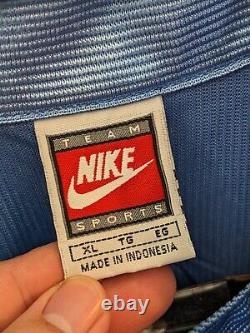 TEAM
NIKE
SPORTS
XL TG EG
MADE IN INDONESIA